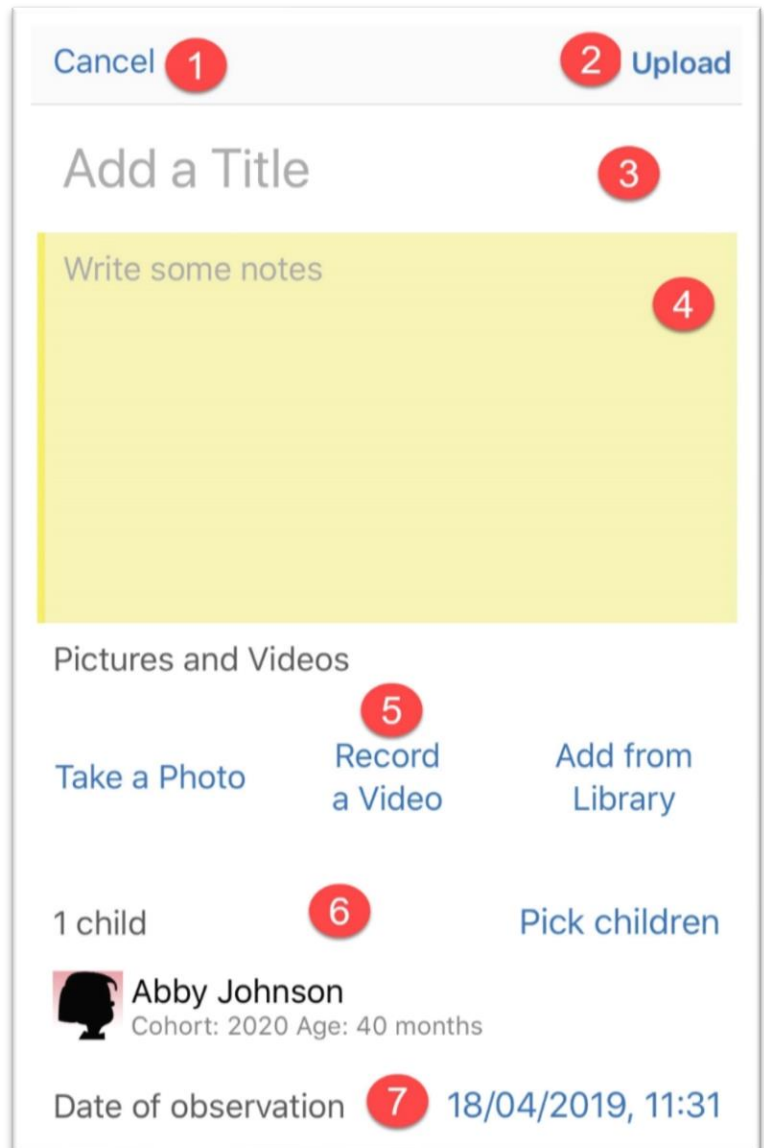 Cancel 1 2 Upload
Add a Title 3
Write some notes
4
Pictures and Videos
5
Take a Photo Record a Video Add from Library
1 child 6 Pick children
Abby Johnson
Cohort: 2020 Age: 40 months
Date of observation 7 18/04/2019, 11:31